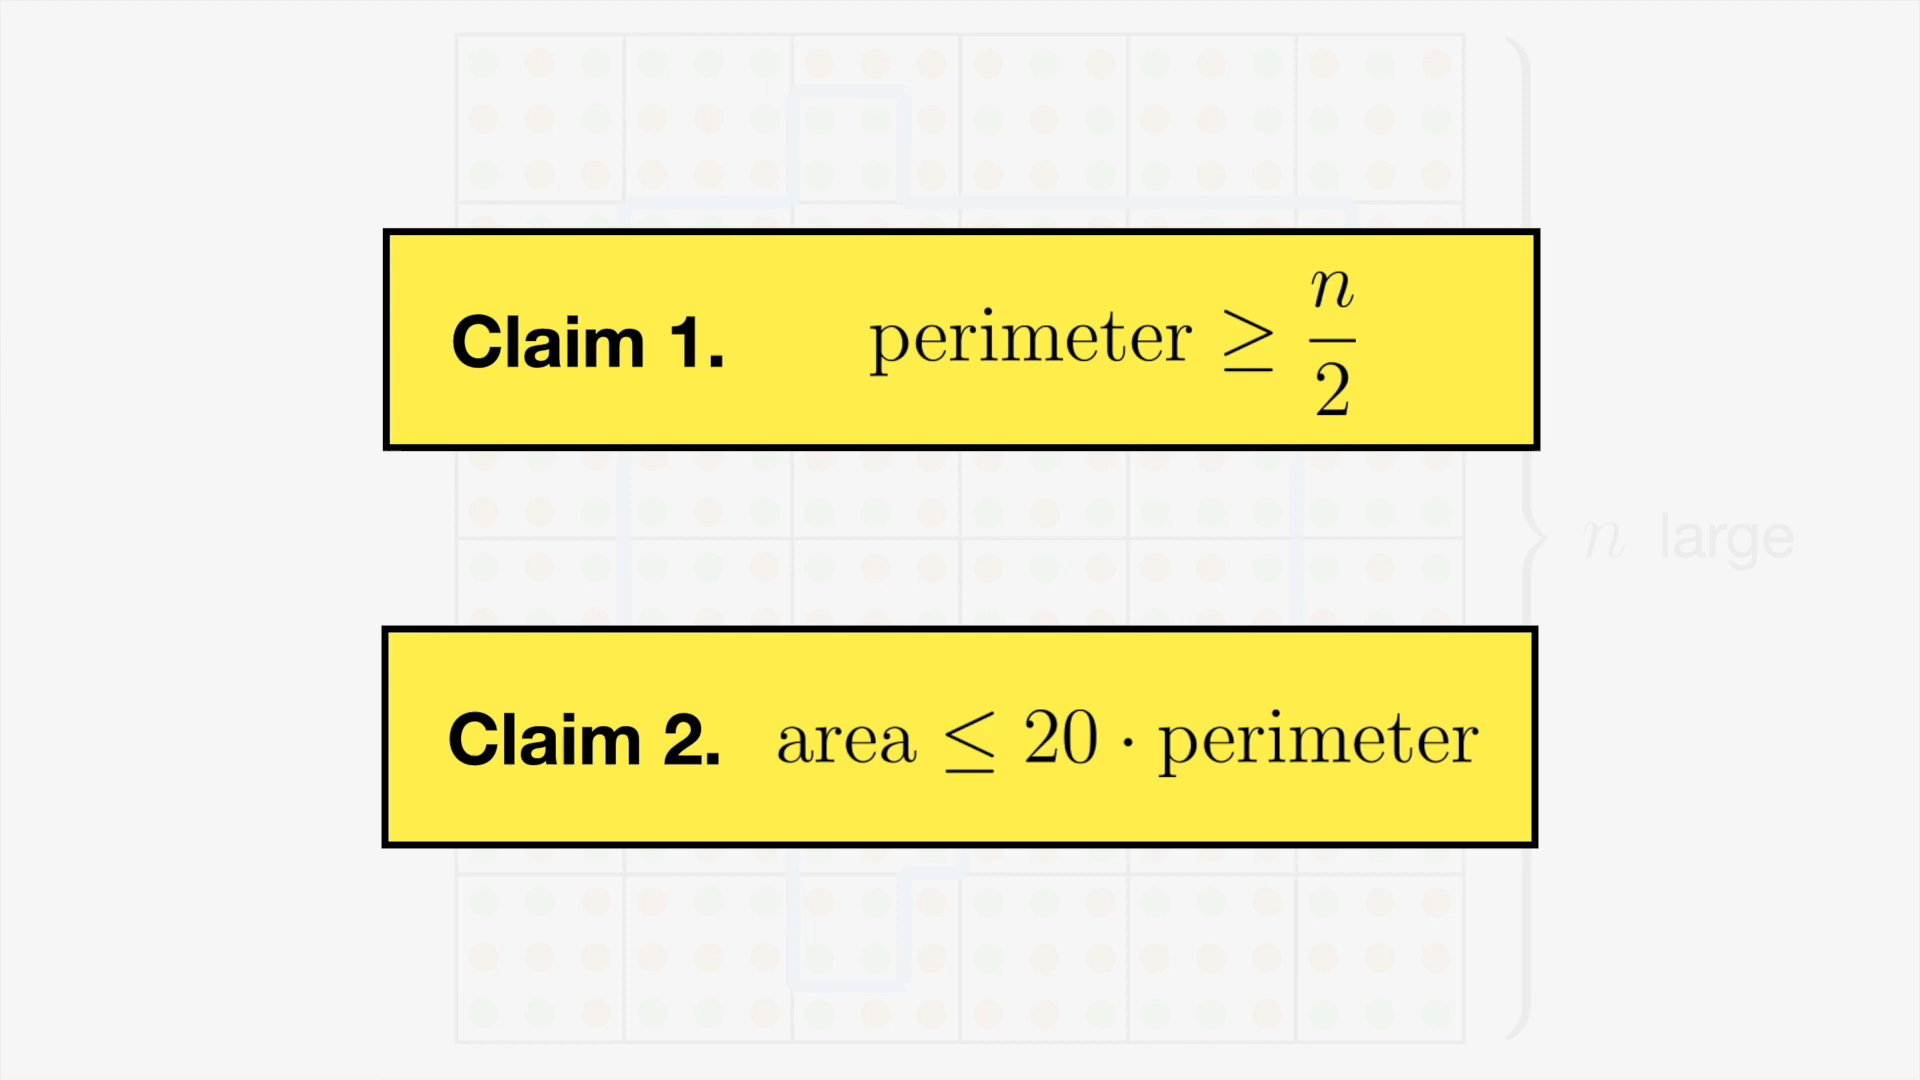 Claim 1. perimeter ≥ n/2
n large
Claim 2. area ≤ 20 · perimeter